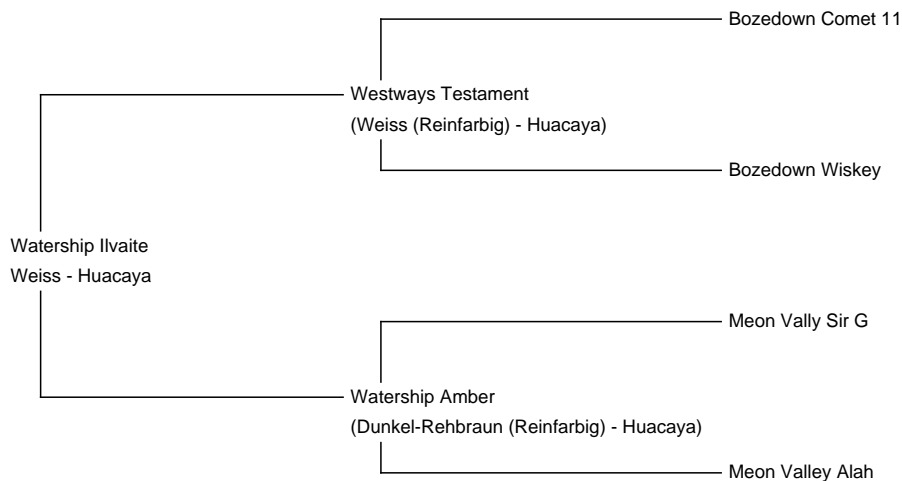 Bozedown Comet 11
Westways Testament
(Weiss (Reinfarbig) - Huacaya)
Bozedown Wiskey
Watership Ilvaite
Weiss - Huacaya
Meon Vally Sir G
Watership Amber
(Dunkel-Rehbraun (Reinfarbig) - Huacaya)
Meon Valley Alah